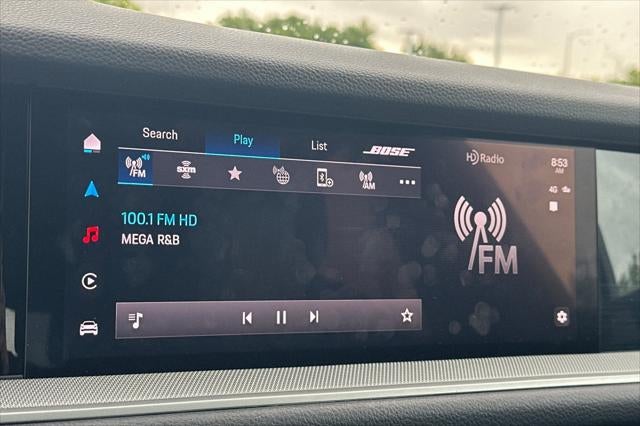 Search Play List BOSE
HD Radio
8:53
AM
FM sxm AM
4G
100.1 FM HD
MEGA R&B
FM